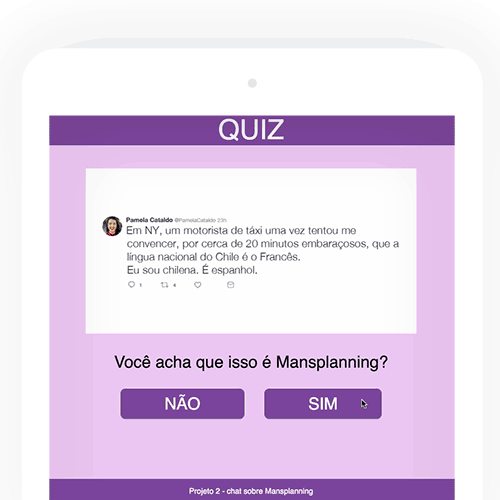 QUIZ
Pamela Cataldo @PamelaCataldo 23h
Em NY, um motorista de táxi uma vez tentou me
convencer, por cerca de 20 minutos embaraçosos, que a
língua nacional do Chile é o Francês.
Eu sou chilena. É espanhol.
1 4
Você acha que isso é Mansplanning?
NÃO SIM
Projeto 2 - chat sobre Mansplanning